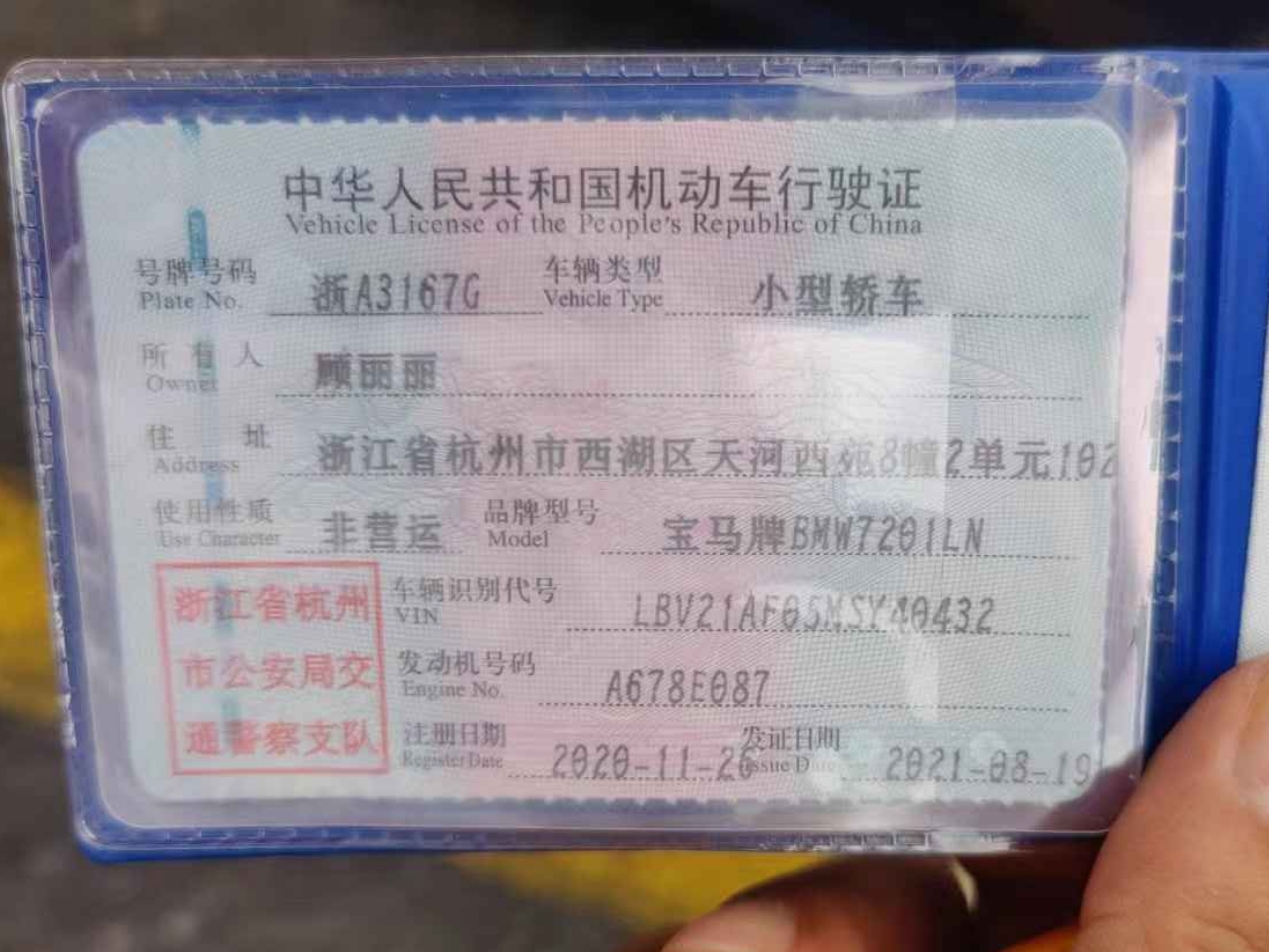 中华人民共和国机动车行驶证
Vehicle License of the People's Republic of China
号牌号码 浙A3167G 车辆类型 小型轿车
Plate No. Vehicle Type
所有人 顾丽丽
Owner
住址 浙江省杭州市西湖区天河西苑8幢2单元102
Address
使用性质 非营运 品牌型号 宝马牌BMW7201LN
Use Character Model
浙江省杭州
市公安局交
通警察支队
车辆识别代号 LBV21AF05MSY40432
VIN
发动机号码 A678E087
Engine No.
注册日期 2020-11-26 发证日期 2021-08-19
Register Date Issue Date